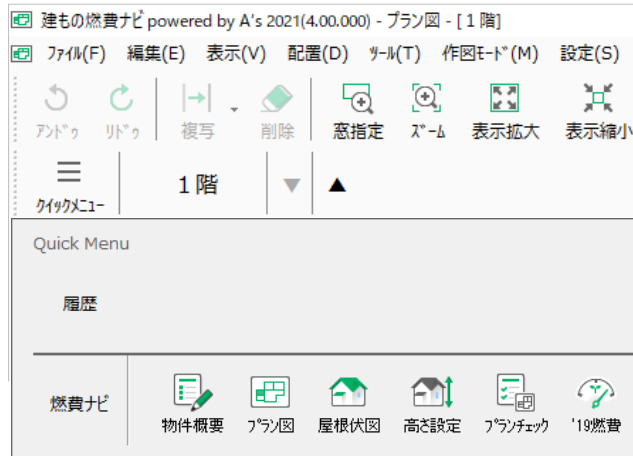 建もの燃費ナビ powered by A's 2021(4.00.000) - プラン図 - [ 1 階]
ﾌｧｲﾙ(F) 編集(E) 表示(V) 配置(D) ﾂｰﾙ(T) 作図ﾓｰﾄﾞ(M) 設定(S)
ｱﾝﾄﾞｩ ﾘﾄﾞｩ 複写 削除 窓指定 ｽﾞｰﾑ 表示拡大 表示縮小
ｸｲｯｸﾒﾆｭｰ 1 階 ▼ ▲
Quick Menu
履歴
燃費ナビ 物件概要 ﾌﾟﾗﾝ図 屋根伏図 高さ設定 ﾌﾟﾗﾝﾁｪｯｸ '19燃費